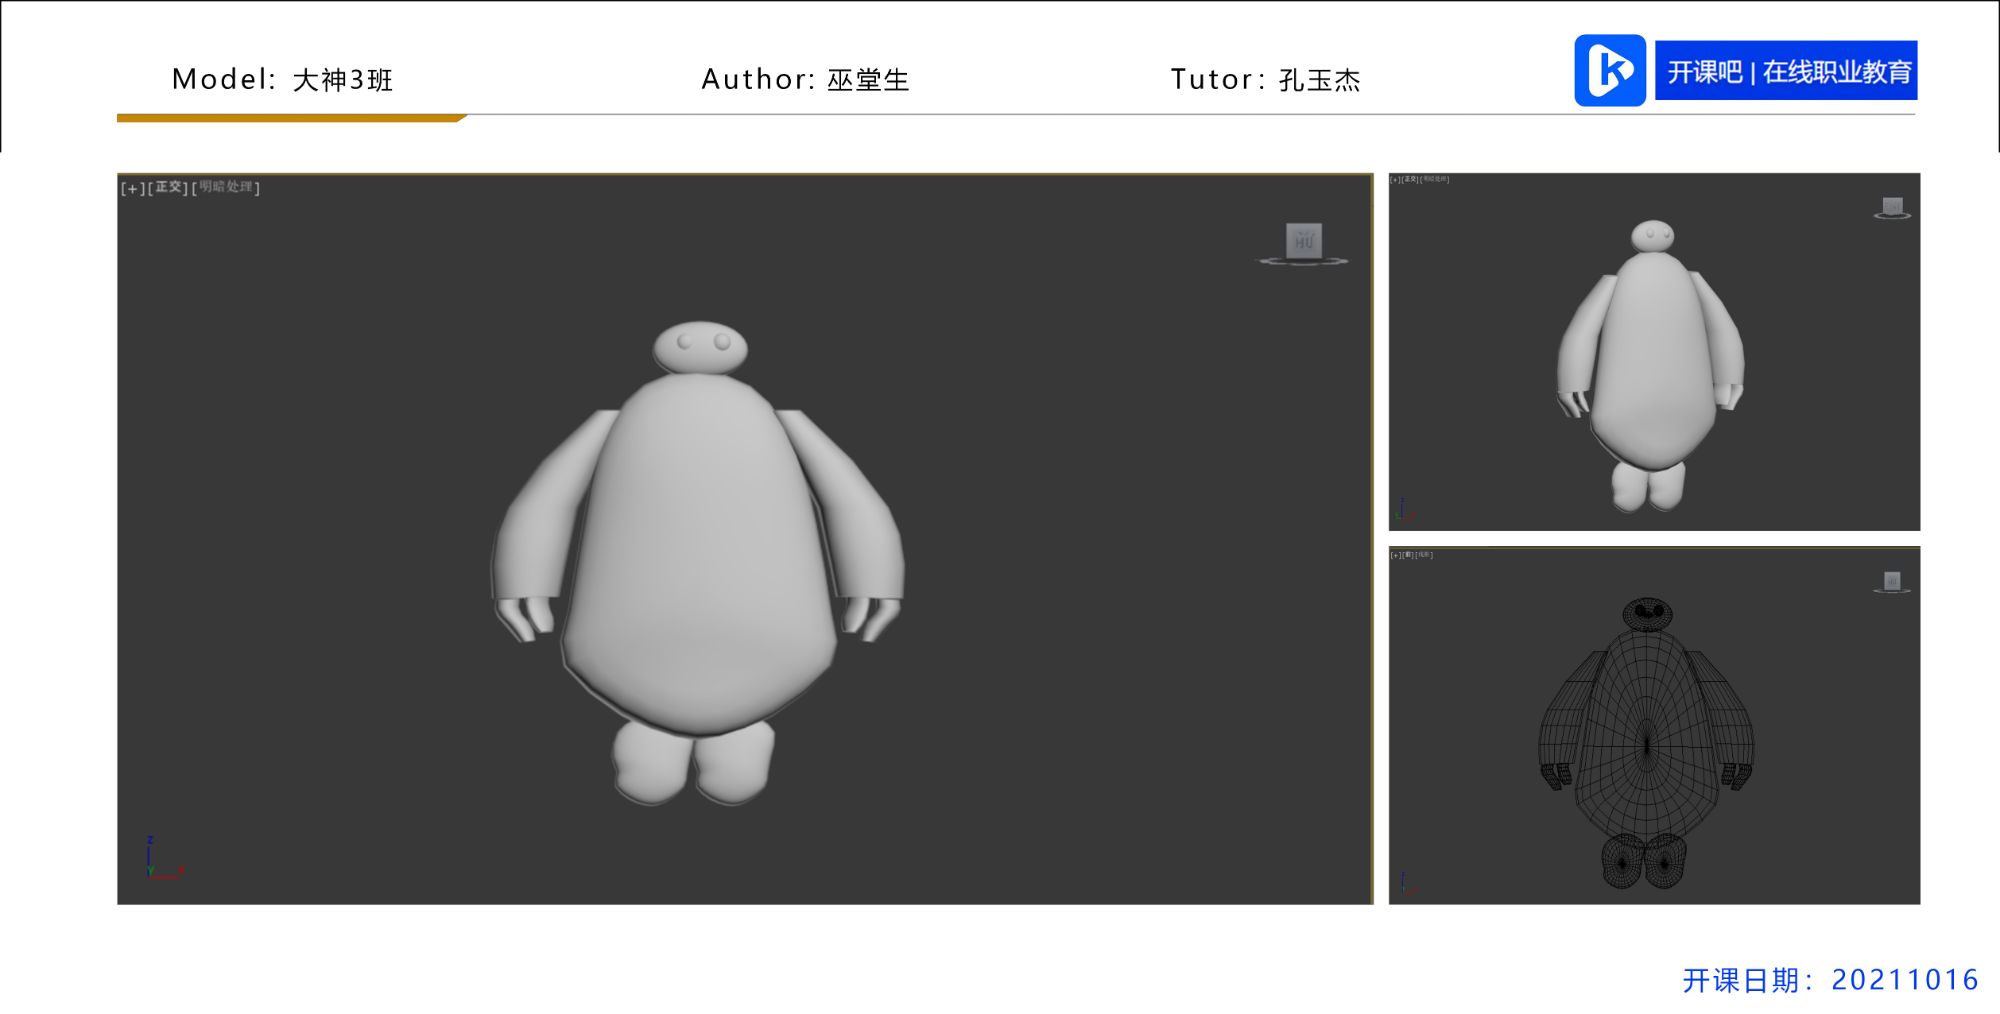 Model: 大神3班
Author: 巫堂生
Tutor: 孔玉杰
开课吧 | 在线职业教育
[+][正交][明暗处理]
前
Z
Y
[+][正交][明暗处理]
[+][前][线框]
开课日期：20211016